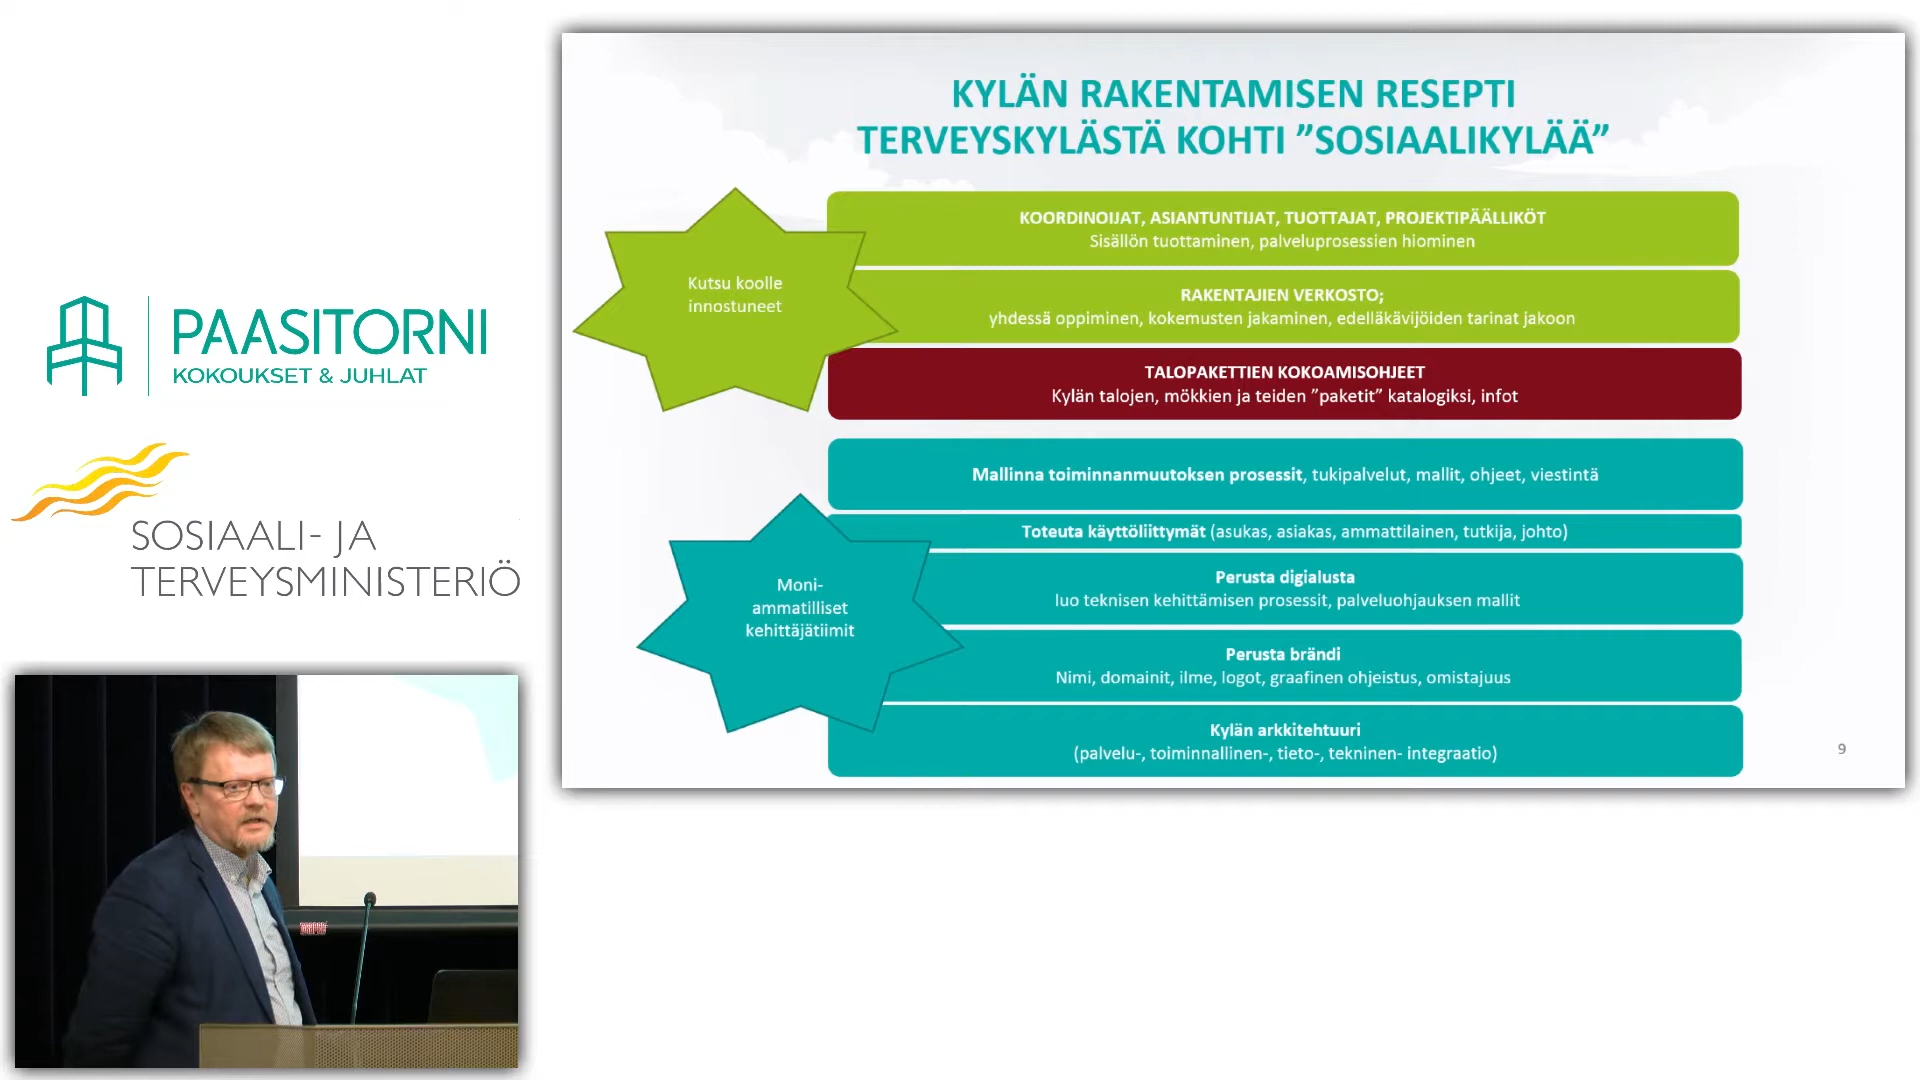 PAASITORNI
KOKOUKSET & JUHLAT
SOSIAALI- JA
TERVEYSMINISTERIÖ
KYLÄN RAKENTAMISEN RESEPTI
TERVEYSKYLÄSTÄ KOHTI ”SOSIAALIKYLÄÄ”
Kutsu koolle
innostuneet
KOORDINOIJAT, ASIANTUNTIJAT, TUOTTAJAT, PROJEKTIPÄÄLLIKÖT
Sisällön tuottaminen, palveluprosessien hiominen
RAKENTAJIEN VERKOSTO;
yhdessä oppiminen, kokemusten jakaminen, edelläkävijöiden tarinat jakoon
TALOPAKETTIEN KOKOAMISOHJEET
Kylän talojen, mökkien ja teiden ”paketit” katalogiksi, infot
Moni-
ammatilliset
kehittäjätiimit
Mallinna toiminnanmuutoksen prosessit, tukipalvelut, mallit, ohjeet, viestintä
Toteuta käyttöliittymät (asukas, asiakas, ammattilainen, tutkija, johto)
Perusta digialusta
luo teknisen kehittämisen prosessit, palveluohjauksen mallit
Perusta brändi
Nimi, domainit, ilme, logot, graafinen ohjeistus, omistajuus
Kylän arkkitehtuuri
(palvelu-, toiminnallinen-, tieto-, tekninen- integraatio)
9